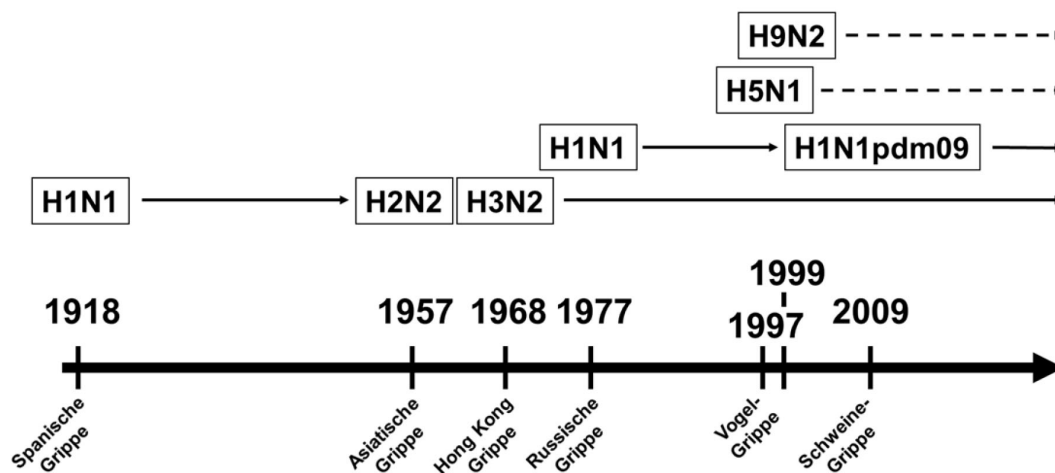 H9N2
H5N1
H1N1
H1N1pdm09
H1N1
H2N2
H3N2
1999
1918
1957
1968
1977
1997
2009
Spanische
Grippe
Asiatische
Grippe
Hong Kong
Grippe
Russische
Grippe
Vogel-
Grippe
Schweine-
Grippe